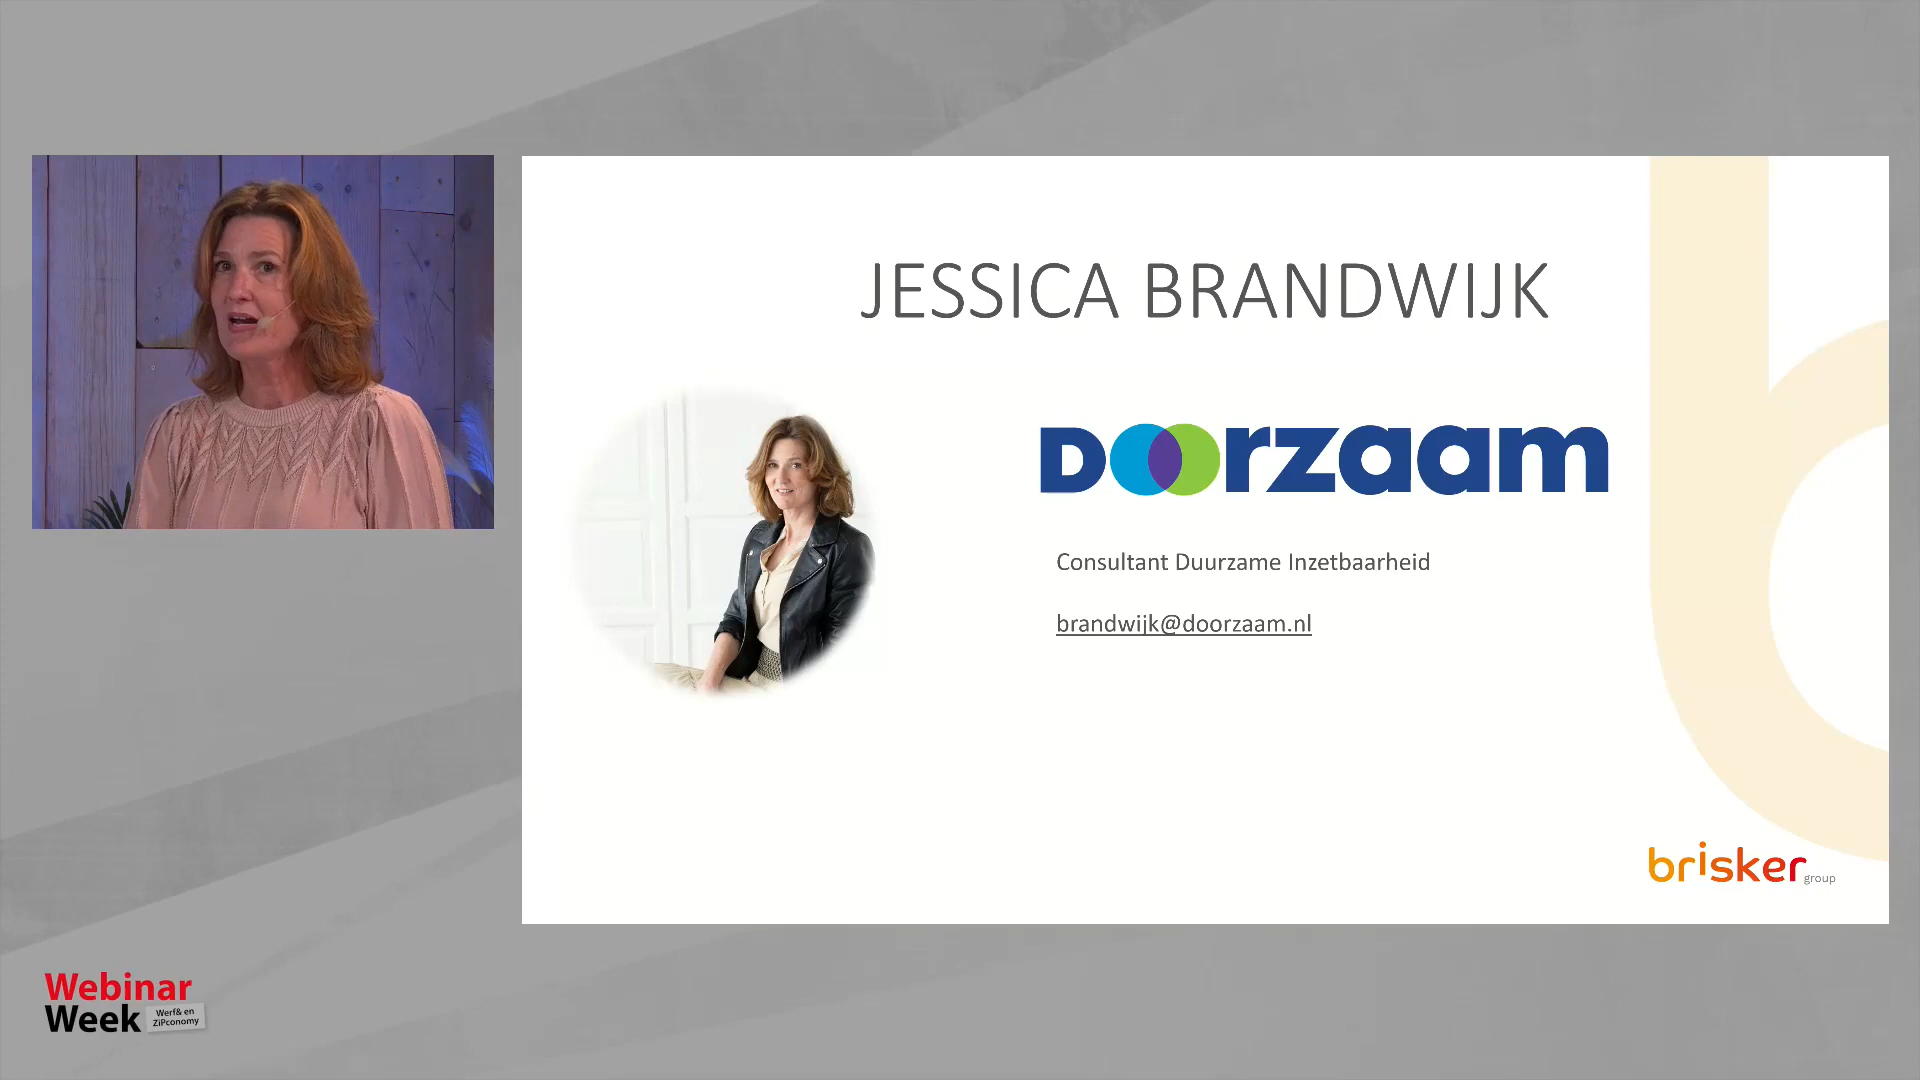 JESSICA BRANDWIJK
Doorzaam
Consultant Duurzame Inzetbaarheid
brandwijk@doorzaam.nl
brisker group
Webinar
Week
Werf& en
ZiPconomy